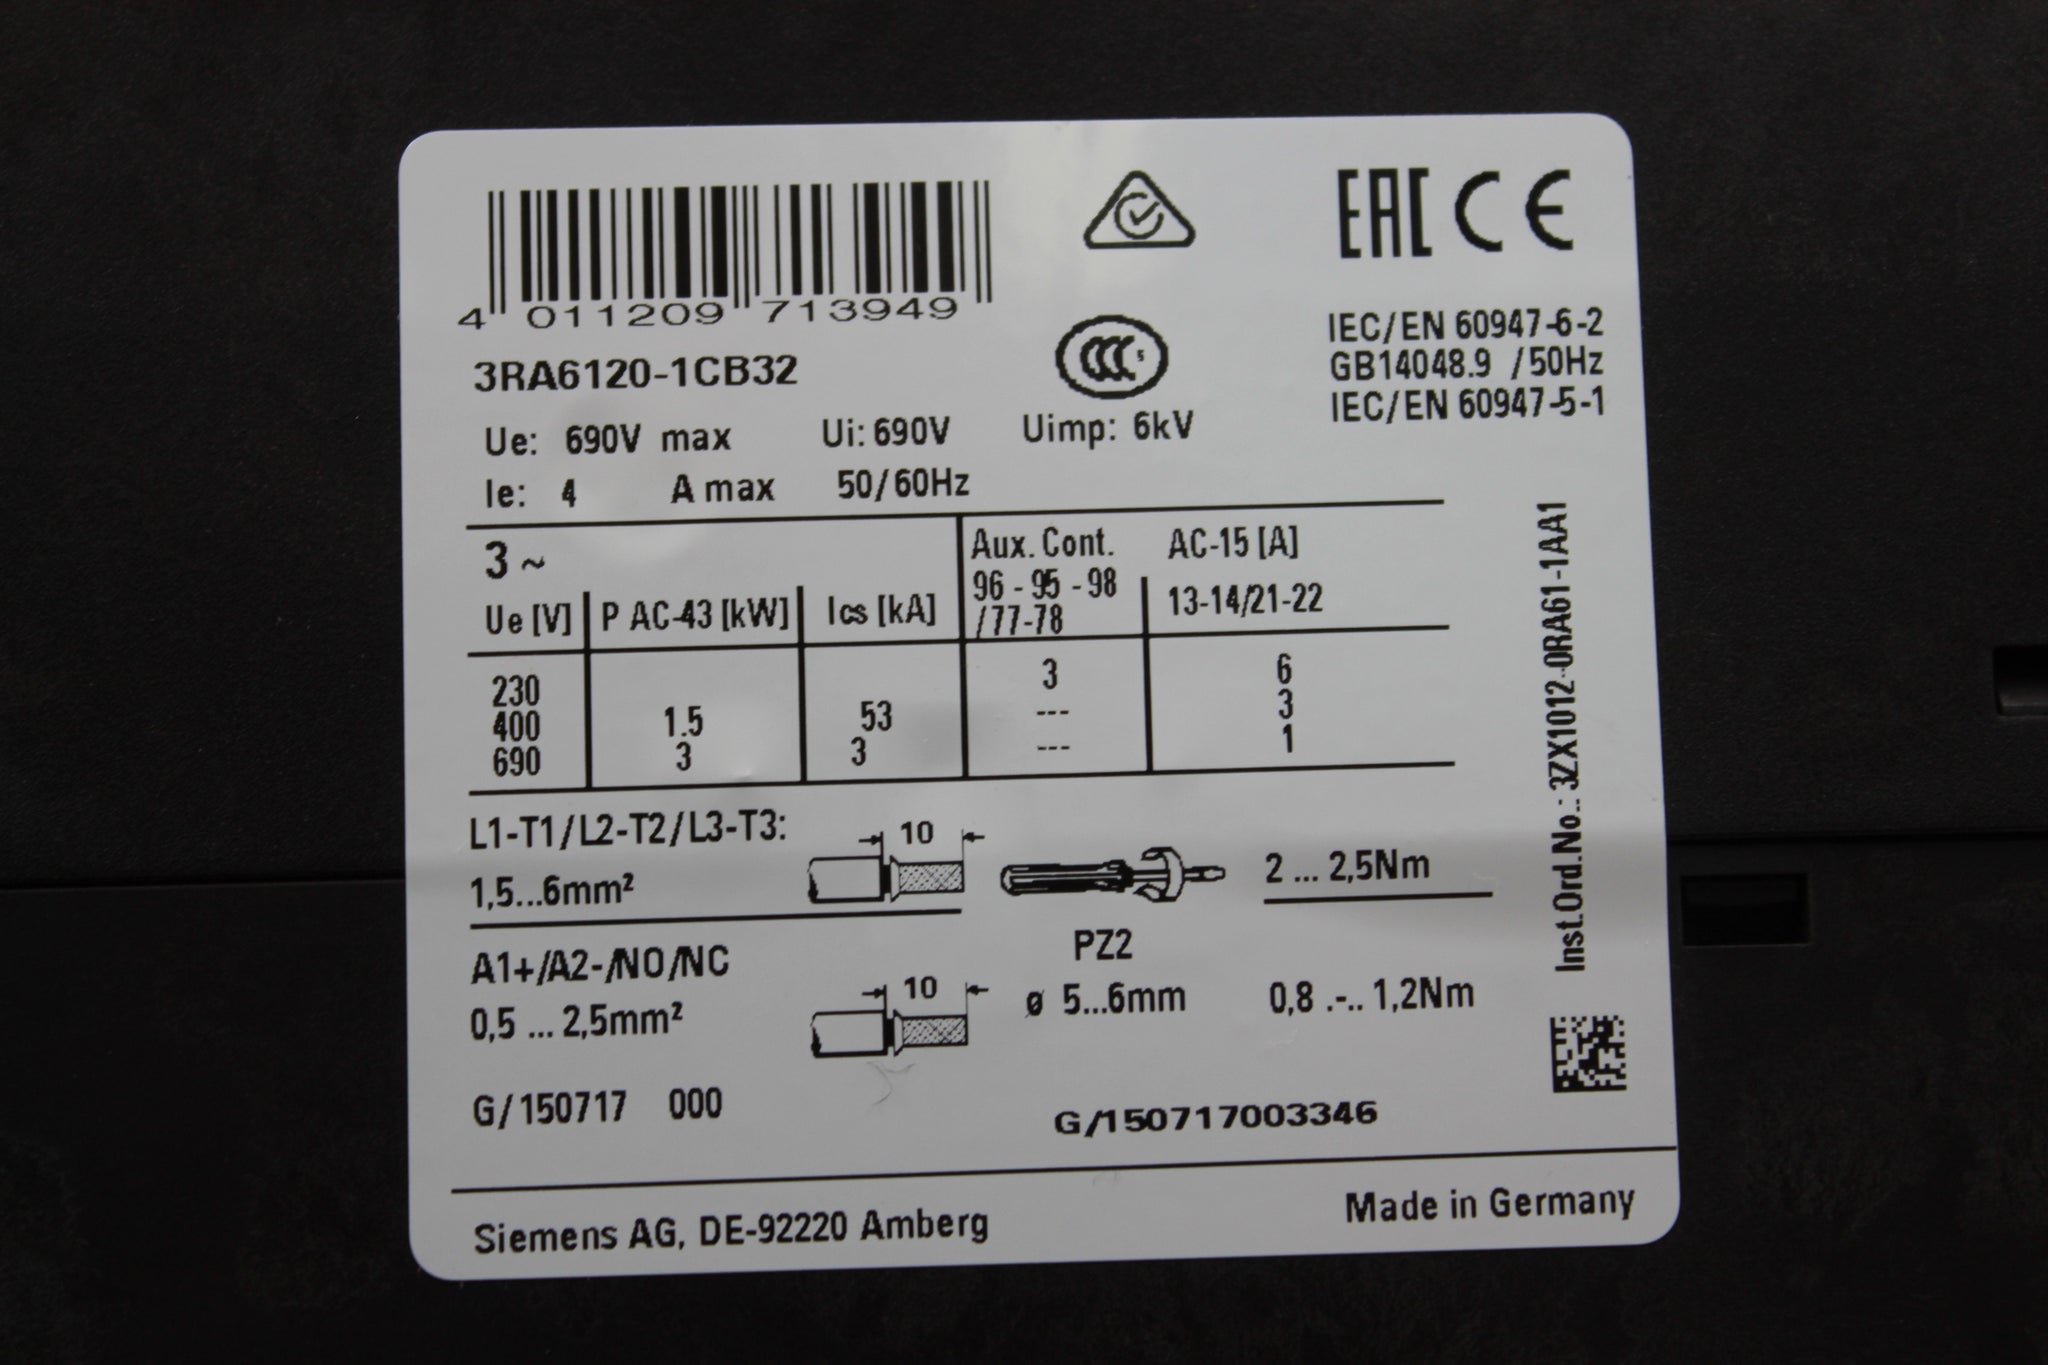 EAC CE
4 011209 713949
3RA6120-1CB32
CCC S
IEC/EN 60947-6-2
GB14048.9 /50Hz
IEC/EN 60947-5-1
Ue: 690V max Ui: 690V Uimp: 6kV
Ie: 4 A max 50/60Hz
3 ~
Aux. Cont. AC-15 [A]
96 - 95 - 98
/77-78
13-14/21-22
Ue [V] P AC-43 [kW] Ics [kA]
230 3 6
400 1.5 53 --- 3
690 3 3 --- 1
L1-T1/L2-T2/L3-T3: 10
1,5...6mm² 2 ... 2,5Nm
PZ2
A1+/A2-/NO/NC 10
0,5 ... 2,5mm² ø 5...6mm 0,8 .-.. 1,2Nm
G/150717 000 G/150717003346
Inst.Ord.No.: 3ZX1012-0RA61-1AA1
Siemens AG, DE-92220 Amberg Made in Germany